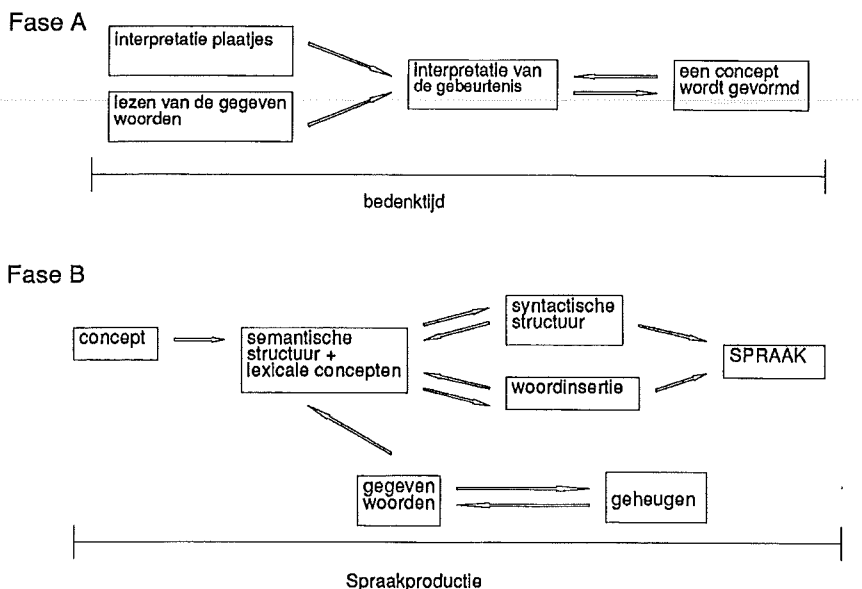 Fase A
interpretatie plaatjes
lezen van de gegeven
woorden
interpretatie van
de gebeurtenis
een concept
wordt gevormd
bedenktijd
Fase B
concept
semantische
structuur +
lexicale concepten
syntactische
structuur
woordinsertie
SPRAAK
gegeven
woorden
geheugen
Spraakproductie